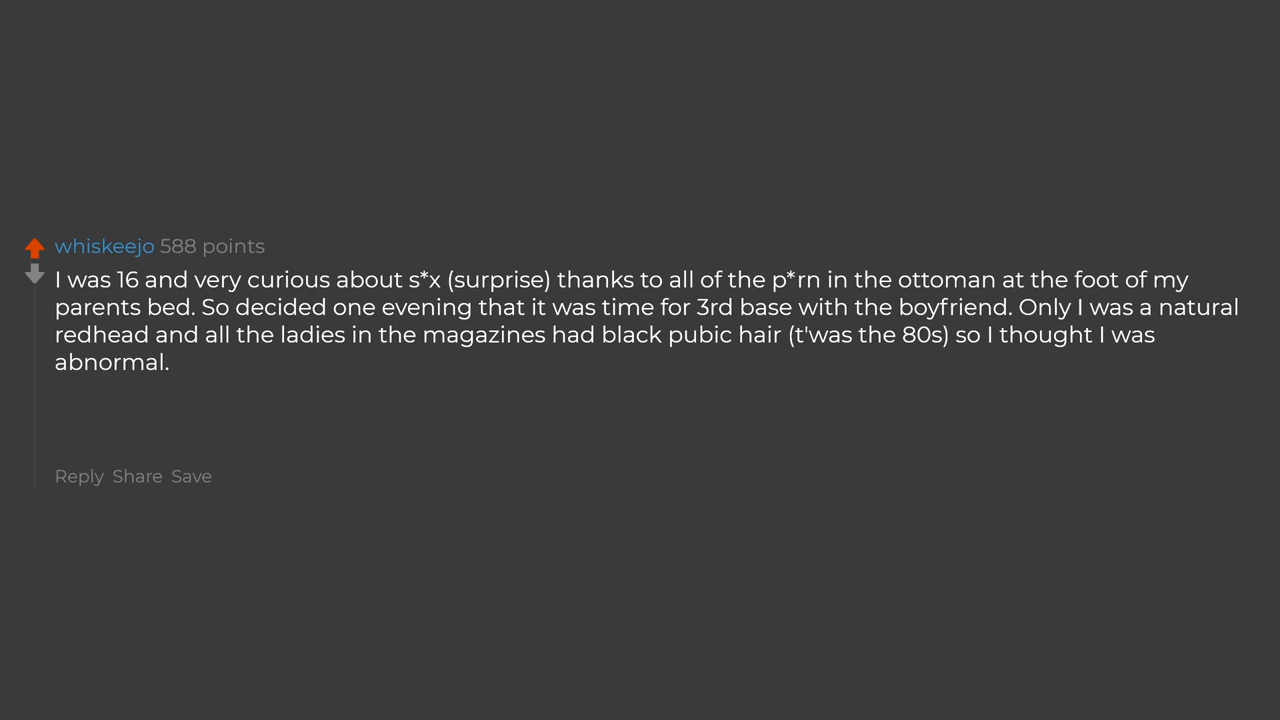 whiskeejo 588 points
I was 16 and very curious about s*x (surprise) thanks to all of the p*rn in the ottoman at the foot of my
parents bed. So decided one evening that it was time for 3rd base with the boyfriend. Only I was a natural
redhead and all the ladies in the magazines had black pubic hair (t'was the 80s) so I thought I was
abnormal.
Reply Share Save